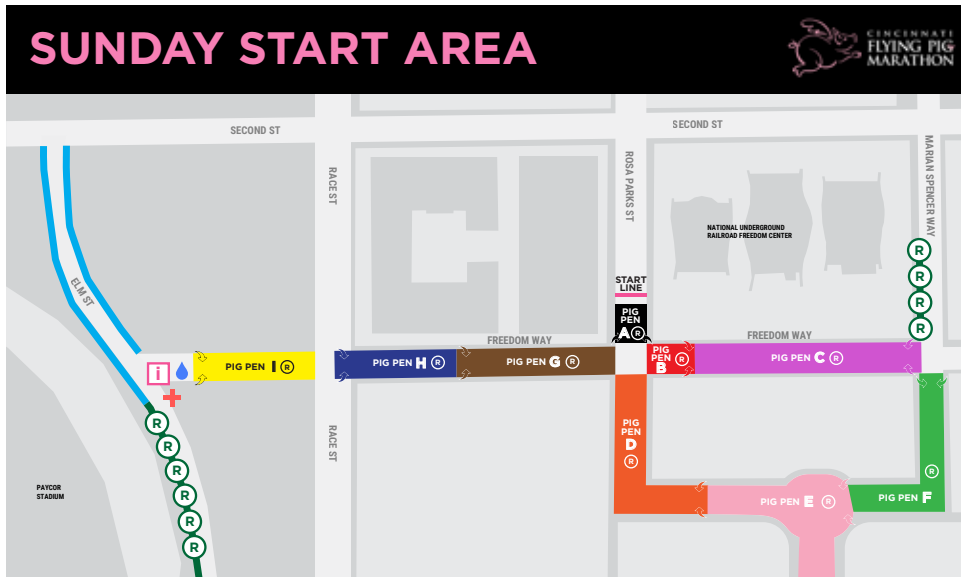 SUNDAY START AREA
CINCINNATI
FLYING PIG
MARATHON
SECOND ST
SECOND ST
RACE ST
ROSA PARKS ST
MARIAN SPENCER WAY
NATIONAL UNDERGROUND
RAILROAD FREEDOM CENTER
R
R
R
R
ELM ST
START
LINE
PIG
PEN
A R
FREEDOM WAY
FREEDOM WAY
i
PIG PEN I R
PIG PEN H R
PIG PEN G R
PIG
PEN R
B
PIG PEN C R
R
R
R
R
R
R
RACE ST
PIG
PEN
D
R
R
PAYCOR
STADIUM
PIG PEN E R
PIG PEN F